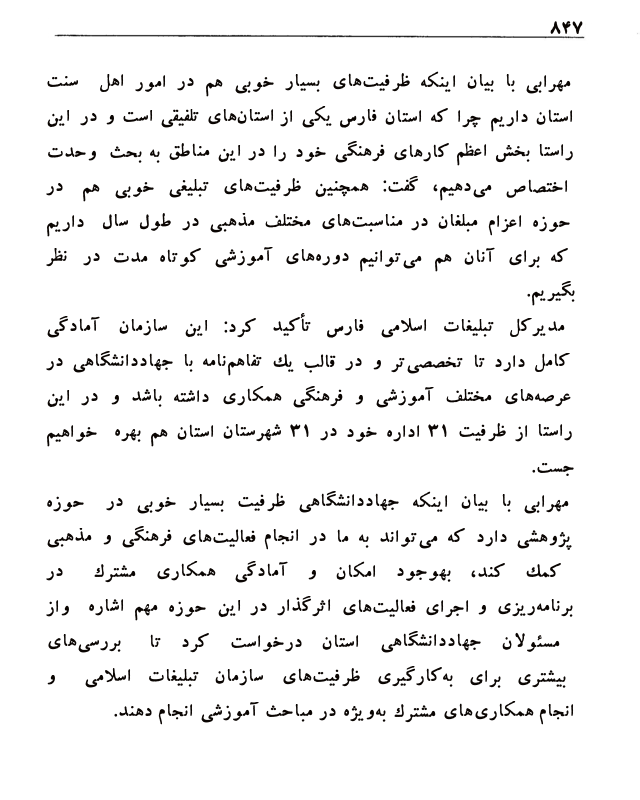 ۸۴۷
مهرابی با بیان اینکه ظرفیت‌های بسیار خوبی هم در امور اهل سنت
استان داریم چرا که استان فارس یکی از استان‌های تلفیقی است و در این
راستا بخش اعظم کارهای فرهنگی خود را در این مناطق به بحث وحدت
اختصاص می‌دهیم، گفت: همچنین ظرفیت‌های تبلیغی خوبی هم در
حوزه اعزام مبلغان در مناسبت‌های مختلف مذهبی در طول سال داریم
که برای آنان هم می‌توانیم دوره‌های آموزشی کوتاه مدت در نظر
بگیریم.
مدیرکل تبلیغات اسلامی فارس تأکید کرد: این سازمان آمادگی
کامل دارد تا تخصصی‌تر و در قالب یك تفاهم‌نامه با جهاددانشگاهی در
عرصه‌های مختلف آموزشی و فرهنگی همکاری داشته باشد و در این
راستا از ظرفیت ۳۱ اداره خود در ۳۱ شهرستان استان هم بهره خواهیم
جست.
مهرابی با بیان اینکه جهاددانشگاهی ظرفیت بسیار خوبی در حوزه
پژوهشی دارد که می‌تواند به ما در انجام فعالیت‌های فرهنگی و مذهبی
کمك کند، بهوجود امکان و آمادگی همکاری مشترك در
برنامه‌ریزی و اجرای فعالیت‌های اثرگذار در این حوزه مهم اشاره واز
مسئولان جهاددانشگاهی استان درخواست کرد تا بررسی‌های
بیشتری برای به‌کارگیری ظرفیت‌های سازمان تبلیغات اسلامی و
انجام همکاری‌های مشترك به‌ویژه در مباحث آموزشی انجام دهند.